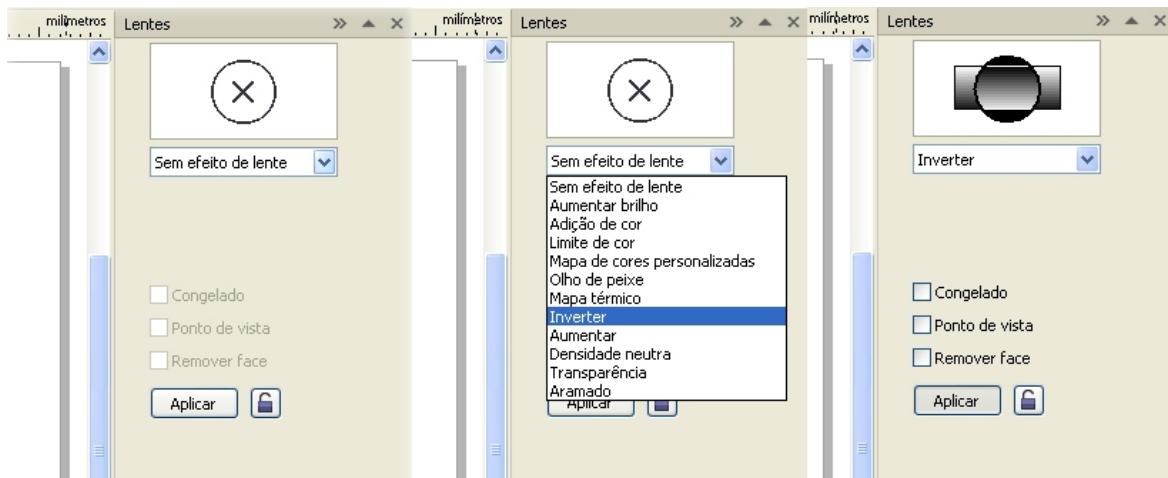 milímetros
Lentes
Sem efeito de lente
Congelado
Ponto de vista
Remover face
Aplicar
milímetros
Lentes
Sem efeito de lente
Sem efeito de lente
Aumentar brilho
Adição de cor
Limite de cor
Mapa de cores personalizadas
Olho de peixe
Mapa térmico
Inverter
Aumentar
Densidade neutra
Transparência
Aramado
Aplicar
milímetros
Lentes
Inverter
Congelado
Ponto de vista
Remover face
Aplicar